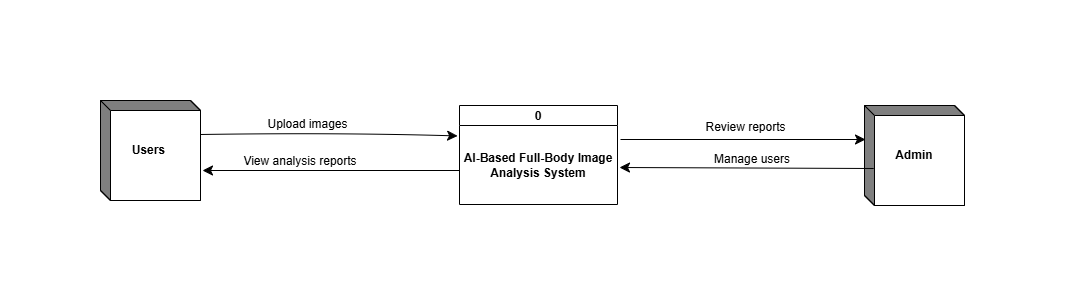 Users
Upload images
View analysis reports
0
AI-Based Full-Body Image
Analysis System
Review reports
Manage users
Admin